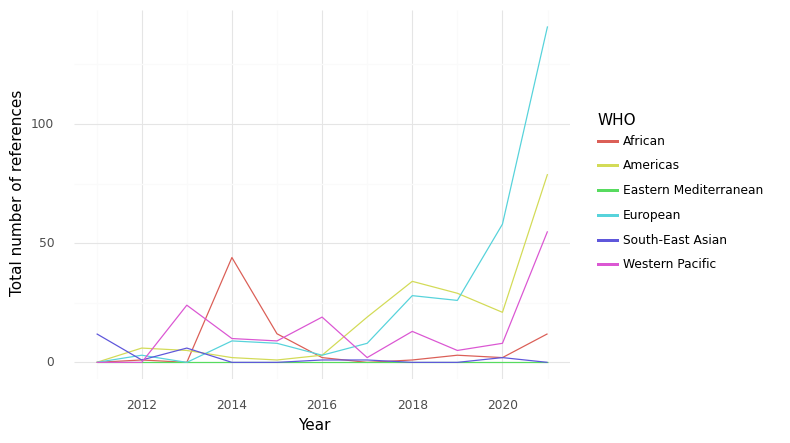 Total number of references
100
50
0
2012 2014 2016 2018 2020
Year
WHO
African
Americas
Eastern Mediterranean
European
South-East Asian
Western Pacific